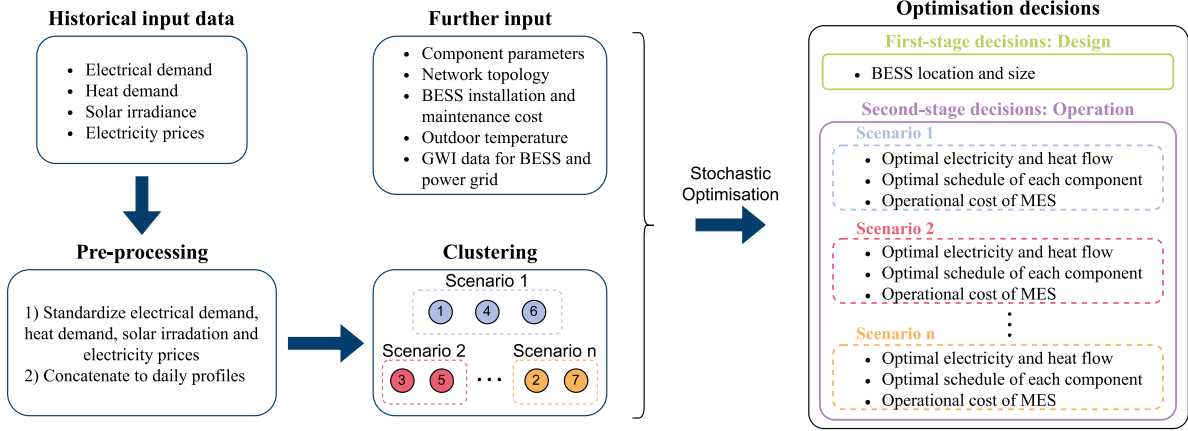 Historical input data
• Electrical demand
• Heat demand
• Solar irradiance
• Electricity prices
Pre-processing
1) Standardize electrical demand,
heat demand, solar irradation and
electricity prices
2) Concatenate to daily profiles
Further input
• Component parameters
• Network topology
• BESS installation and
maintenance cost
• Outdoor temperature
• GWI data for BESS and
power grid
Clustering
Scenario 1
1 4 6
Scenario 2
3 5
...
Scenario n
2 7
Stochastic
Optimisation
Optimisation decisions
First-stage decisions: Design
• BESS location and size
Second-stage decisions: Operation
Scenario 1
• Optimal electricity and heat flow
• Optimal schedule of each component
• Operational cost of MES
Scenario 2
• Optimal electricity and heat flow
• Optimal schedule of each component
• Operational cost of MES
⋮
Scenario n
• Optimal electricity and heat flow
• Optimal schedule of each component
• Operational cost of MES